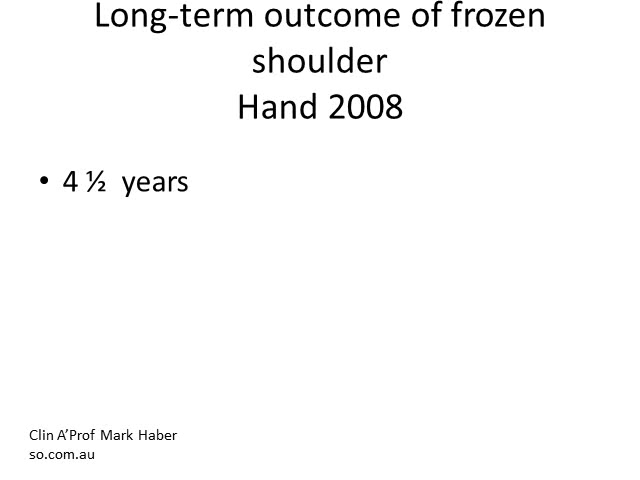 Long-term outcome of frozen
shoulder
Hand 2008
• 4 ½ years
Clin A’Prof Mark Haber
so.com.au